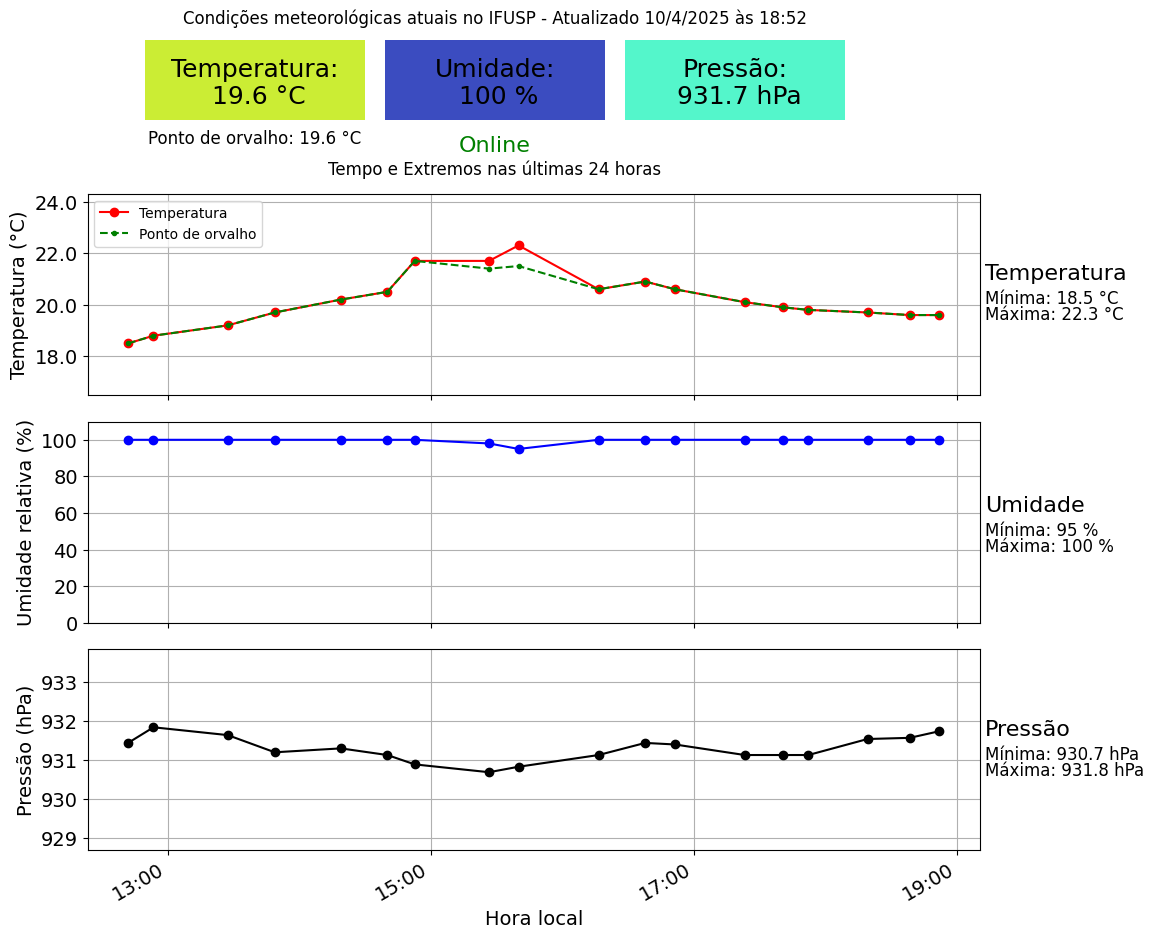 Condições meteorológicas atuais no IFUSP - Atualizado 10/4/2025 às 18:52
Temperatura:
19.6 °C
Umidade:
100 %
Pressão:
931.7 hPa
Ponto de orvalho: 19.6 °C
Online
Tempo e Extremos nas últimas 24 horas
Temperatura (°C)
24.0
22.0
20.0
18.0
Temperatura
Ponto de orvalho
Temperatura
Mínima: 18.5 °C
Máxima: 22.3 °C
Umidade relativa (%)
100
80
60
40
20
0
Umidade
Mínima: 95 %
Máxima: 100 %
Pressão (hPa)
933
932
931
930
929
Pressão
Mínima: 930.7 hPa
Máxima: 931.8 hPa
13:00
15:00
17:00
19:00
Hora local